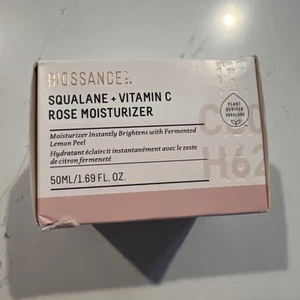 BIOSSANCE
SQUALANE + VITAMIN C
ROSE MOISTURIZER
PLANT
DERIVED
SQUALANE
Moisturizer Instantly Brightens with Fermented
Lemon Peel
Hydratant éclaircit instantanément avec le zeste
de citron fermeneté
50ML/1.69 FL. OZ.
H62